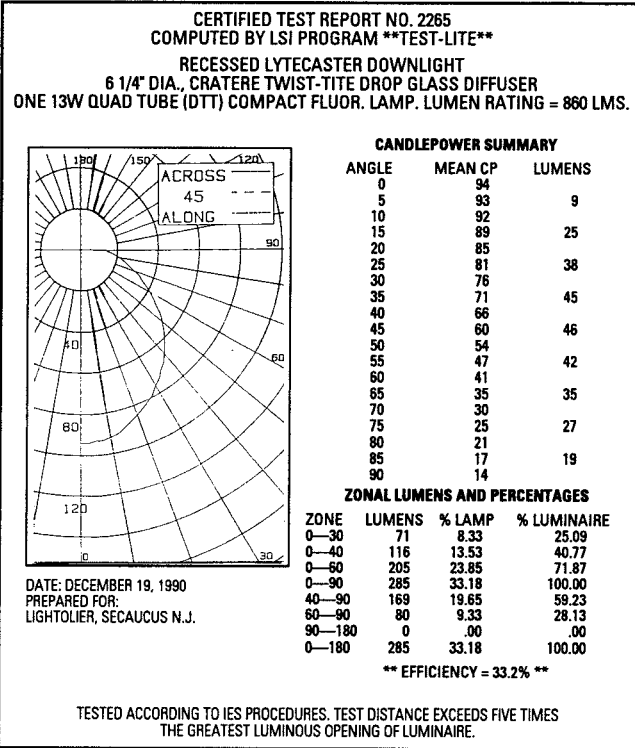 CERTIFIED TEST REPORT NO. 2265
COMPUTED BY LSI PROGRAM **TEST-LITE**
RECESSED LYTECASTER DOWNLIGHT
6 1/4" DIA., CRATERE TWIST-TITE DROP GLASS DIFFUSER
ONE 13W QUAD TUBE (DTT) COMPACT FLUOR. LAMP. LUMEN RATING = 860 LMS.
180 150 120
ACROSS
45
ALONG
90
60
40
80
120
0 30
DATE: DECEMBER 19, 1990
PREPARED FOR:
LIGHTOLIER, SECAUCUS N.J.
CANDLEPOWER SUMMARY
ANGLE MEAN CP LUMENS
0 94
5 93 9
10 92
15 89 25
20 85
25 81 38
30 76
35 71 45
40 66
45 60 46
50 54
55 47 42
60 41
65 35 35
70 30
75 25 27
80 21
85 17 19
90 14
ZONAL LUMENS AND PERCENTAGES
ZONE LUMENS % LAMP % LUMINAIRE
0—30 71 8.33 25.09
0—40 116 13.53 40.77
0—60 205 23.85 71.87
0—90 285 33.18 100.00
40—90 169 19.65 59.23
60—90 80 9.33 28.13
90—180 0 .00 .00
0—180 285 33.18 100.00
** EFFICIENCY = 33.2% **
TESTED ACCORDING TO IES PROCEDURES. TEST DISTANCE EXCEEDS FIVE TIMES
THE GREATEST LUMINOUS OPENING OF LUMINAIRE.